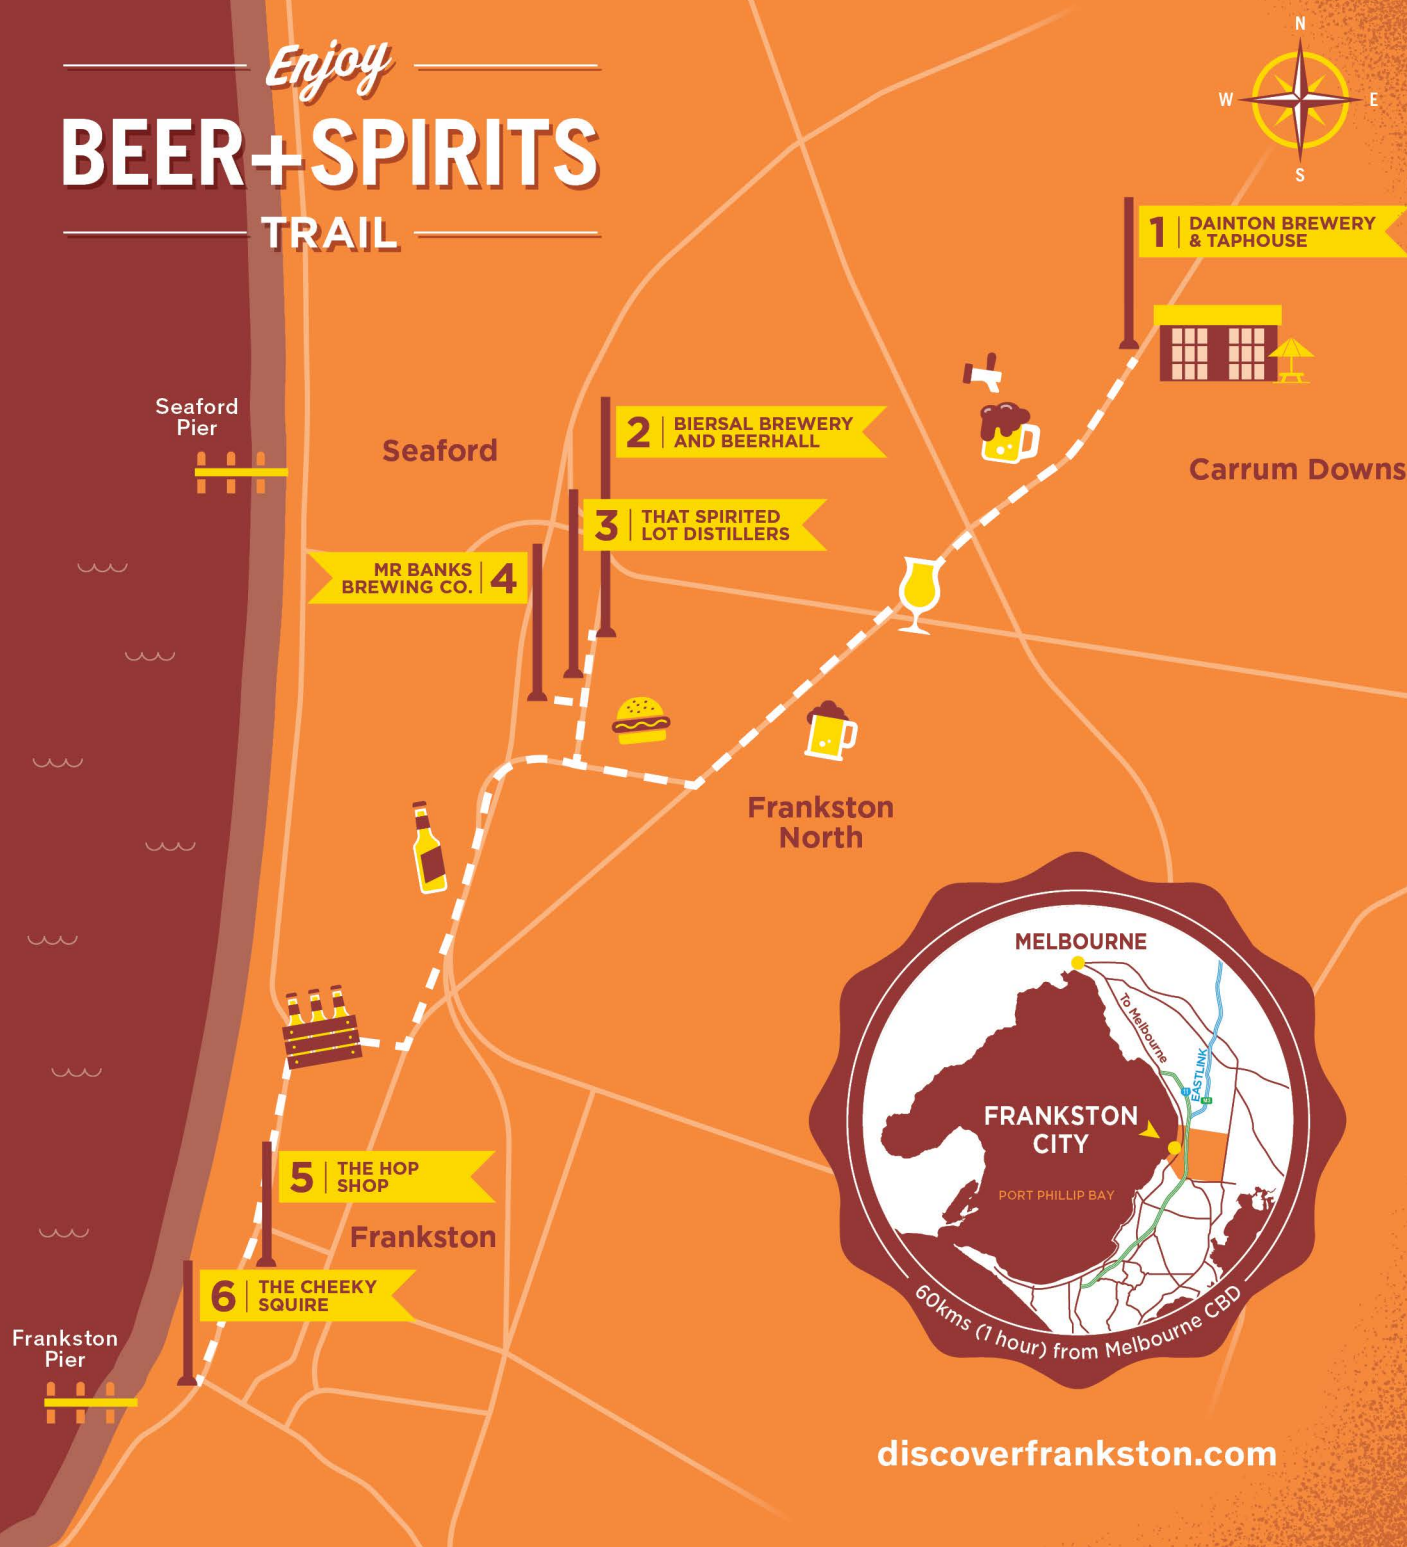 Enjoy
BEER+SPIRITS
TRAIL
N
W
E
S
1
DAINTON BREWERY
& TAPHOUSE
Seaford
Pier
Seaford
2
BIERSAL BREWERY
AND BEERHALL
Carrum Downs
3
THAT SPIRITED
LOT DISTILLERS
MR BANKS
BREWING CO.
4
Frankston
North
MELBOURNE
To Melbourne
EASTLINK
FRANKSTON
CITY
PORT PHILLIP BAY
60kms (1 hour) from Melbourne CBD
5
THE HOP
SHOP
Frankston
6
THE CHEEKY
SQUIRE
Frankston
Pier
discoverfrankston.com